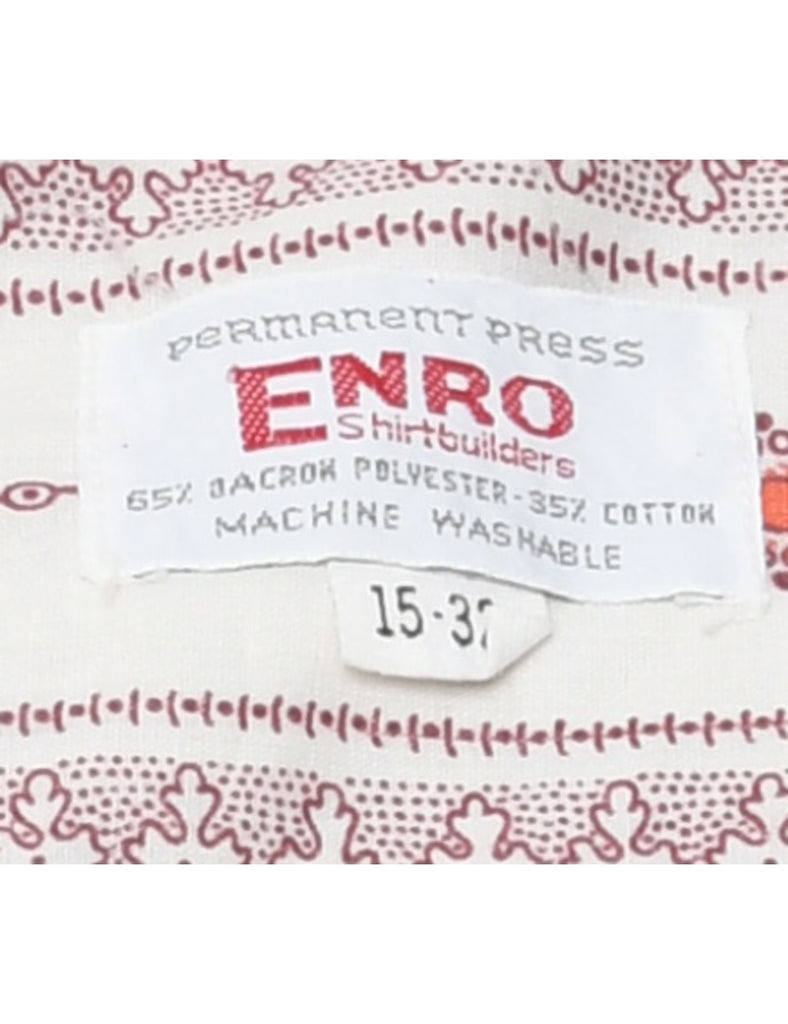 PERMANENT PRESS
ENRO
Shirtbuilders
65% DACRON POLYESTER-35% COTTON
MACHINE WASHABLE